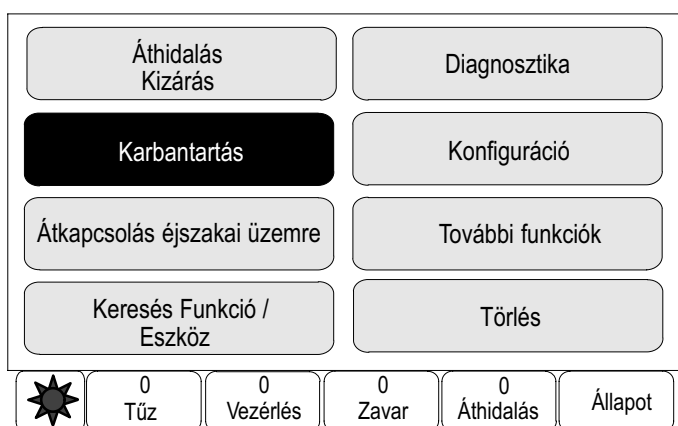 Áthidalás
Kizárás
Diagnosztika
Karbantartás
Konfiguráció
Átkapcsolás éjszakai üzemre
További funkciók
Keresés Funkció /
Eszköz
Törlés
0
Tűz
0
Vezérlés
0
Zavar
0
Áthidalás
Állapot